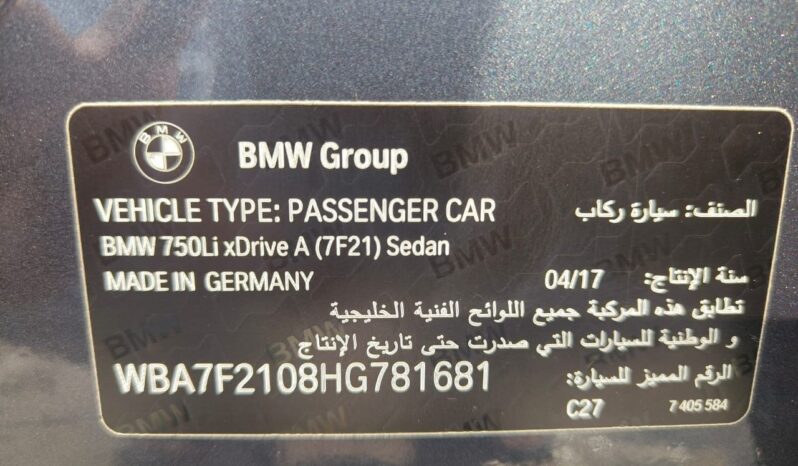 BMW
BMW Group
VEHICLE TYPE: PASSENGER CAR الصنف: سيارة ركاب
BMW 750Li xDrive A (7F21) Sedan
MADE IN GERMANY 04/17 سنة الإنتاج:
تطابق هذه المركبة جميع اللوائح الفنية الخليجية
و الوطنية للسيارات التي صدرت حتى تاريخ الإنتاج
WBA7F2108HG781681 الرقم المميز للسيارة:
C27 7 405 584